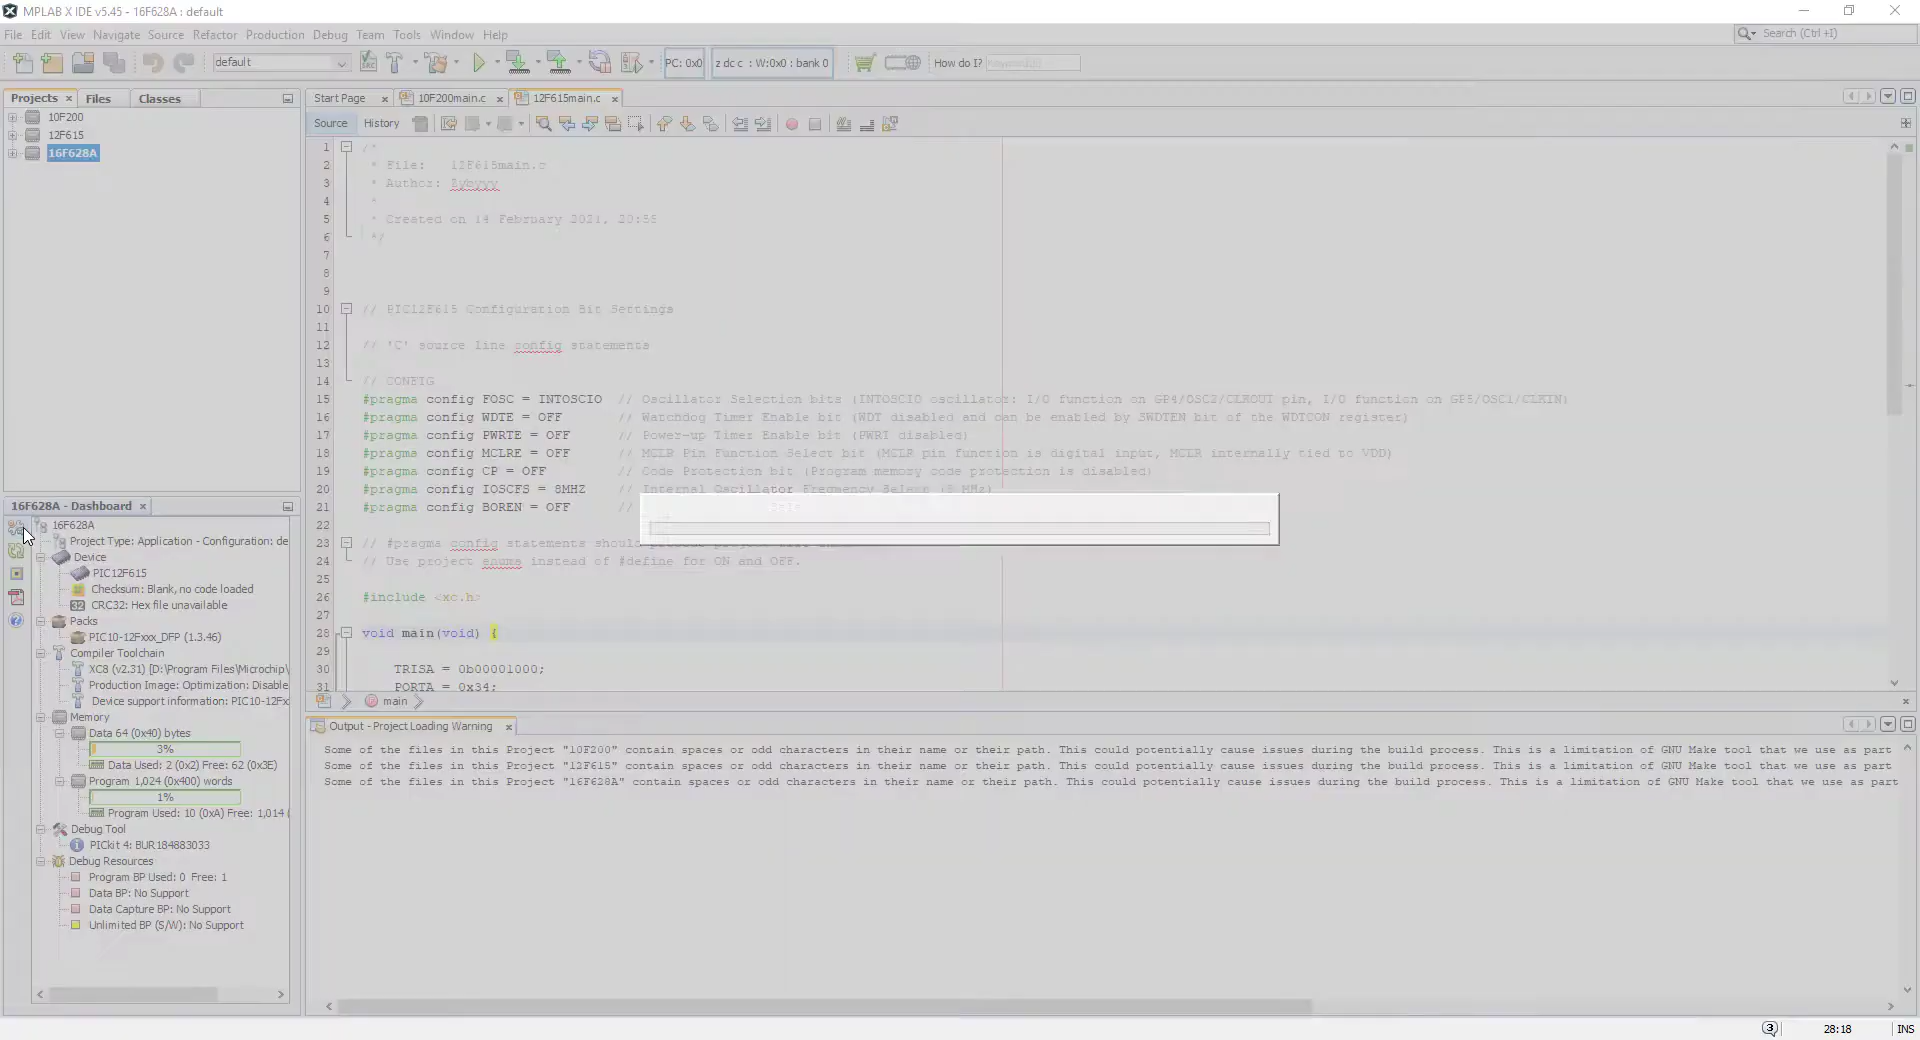 MPLAB X IDE v5.45 - 16F628A : default
File Edit View Navigate Source Refactor Production Debug Team Tools Window Help
Search (Ctrl+I)
default
PC: 0x0
z dc c : W:0x0 : bank 0
How do I?
Projects Files Classes
10F200
12F615
16F628A
Start Page 10F200main.c 12F615main.c
Source History
1 /*
2 * File: 12F615main.c
3 * Author:
4 *
5 * Created on 14 February 2021,
6 */
7
8
9
10 // PIC12F615 Configuration Bit Settings
11
12 // 'C' source line config statements
13
14 // CONFIG
15 #pragma config FOSC = INTOSCIO // Oscillator Selection bits (INTOSCIO oscillator: I/O function on GP4/OSC2/CLKOUT pin, I/O function on GP5/OSC1/CLKIN)
16 #pragma config WDTE = OFF // Watchdog Timer Enable bit (WDT disabled and can be enabled by SWDTEN bit of the WDTCON register)
17 #pragma config PWRTE = OFF // Power-up Timer Enable bit (PWRT disabled)
18 #pragma config MCLRE = OFF // MCLR Pin Function Select bit (MCLR pin function is digital input, MCLR internally tied to VDD)
19 #pragma config CP = OFF // Code Protection bit (Program memory code protection is disabled)
20 #pragma config IOSCFS = 8MHZ // Internal Oscillator Frequency Select (8 MHz)
21 #pragma config BOREN = OFF //
22
23 // #pragma config statements should
24 // Use project enums instead of #define for ON and OFF.
25
26 #include <xc.h>
27
28 void main(void) {
29
30 TRISA = 0b00001000;
31 PORTA = 0x34;
main
16F628A - Dashboard
16F628A
Project Type: Application - Configuration: de
Device
PIC12F615
Checksum: Blank, no code loaded
CRC32: Hex file unavailable
Packs
PIC10-12Fxxx_DFP (1.3.46)
Compiler Toolchain
XC8 (v2.31) [D:\Program Files\Microchip\
Production Image: Optimization: Disable
Device support information: PIC10-12Fx
Memory
Data 64 (0x40) bytes
3%
Data Used: 2 (0x2) Free: 62 (0x3E)
Program 1,024 (0x400) words
1%
Program Used: 10 (0xA) Free: 1,014 (
Debug Tool
PICkit 4: BUR184883033
Debug Resources
Program BP Used: 0 Free: 1
Data BP: No Support
Data Capture BP: No Support
Unlimited BP (S/W): No Support
Output - Project Loading Warning
Some of the files in this Project "10F200" contain spaces or odd characters in their name or their path. This could potentially cause issues during the build process. This is a limitation of GNU Make tool that we use as part
Some of the files in this Project "12F615" contain spaces or odd characters in their name or their path. This could potentially cause issues during the build process. This is a limitation of GNU Make tool that we use as part
Some of the files in this Project "16F628A" contain spaces or odd characters in their name or their path. This could potentially cause issues during the build process. This is a limitation of GNU Make tool that we use as part
3
28:18
INS